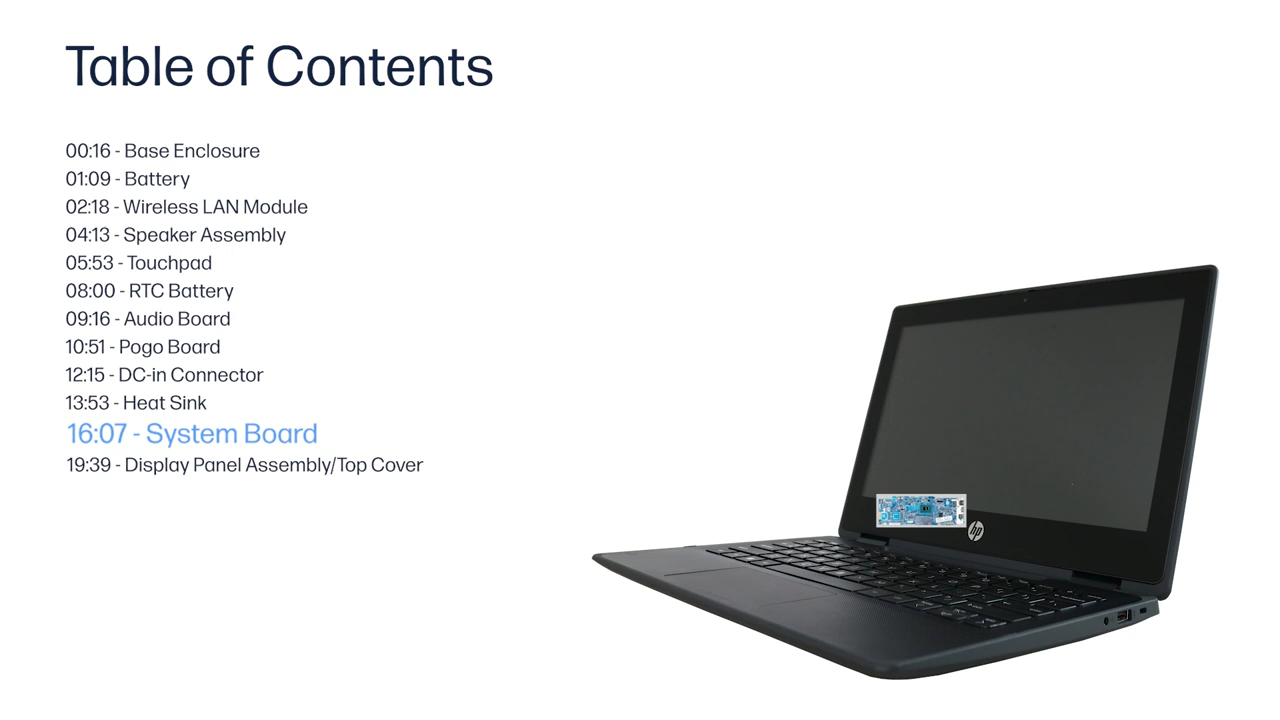 Table of Contents
00:16 - Base Enclosure
01:09 - Battery
02:18 - Wireless LAN Module
04:13 - Speaker Assembly
05:53 - Touchpad
08:00 - RTC Battery
09:16 - Audio Board
10:51 - Pogo Board
12:15 - DC-in Connector
13:53 - Heat Sink
16:07 - System Board
19:39 - Display Panel Assembly/Top Cover
hp